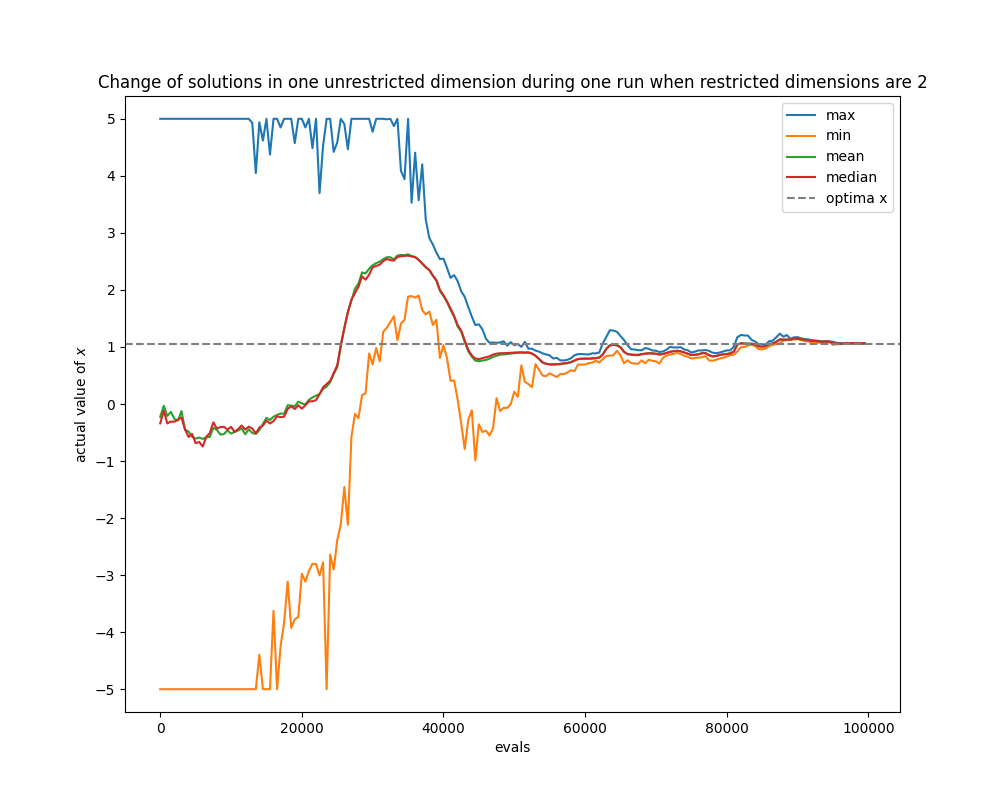 Change of solutions in one unrestricted dimension during one run when restricted dimensions are 2
max
min
mean
median
optima x
actual value of x
5
4
3
2
1
0
−1
−2
−3
−4
−5
0 20000 40000 60000 80000 100000
evals